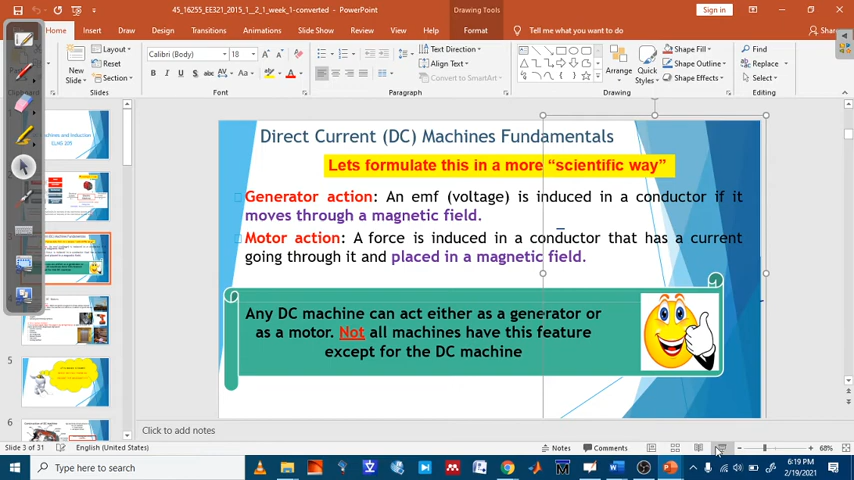 45_16255_EE321_2015_1__2_1_week_1-converted - PowerPoint
Drawing Tools
Sign in
Home Insert Draw Design Transitions Animations Slide Show Review View Help Format Tell me what you want to do Share
New Slide
Layout
Reset
Section
Slides
Calibri (Body) 18
Font
Paragraph
Text Direction
Align Text
Convert to SmartArt
Arrange
Quick Styles
Shape Fill
Shape Outline
Shape Effects
Drawing
Find
Replace
Select
Editing
3
5
6
Direct Current (DC) Machines Fundamentals
Lets formulate this in a more “scientific way”
Generator action: An emf (voltage) is induced in a conductor if it
moves through a magnetic field.
Motor action: A force is induced in a conductor that has a current
going through it and placed in a magnetic field.
Any DC machine can act either as a generator or
as a motor. Not all machines have this feature
except for the DC machine
Click to add notes
Slide 3 of 31 English (United States) Notes Comments 68%
Type here to search
6:19 PM
2/19/2021